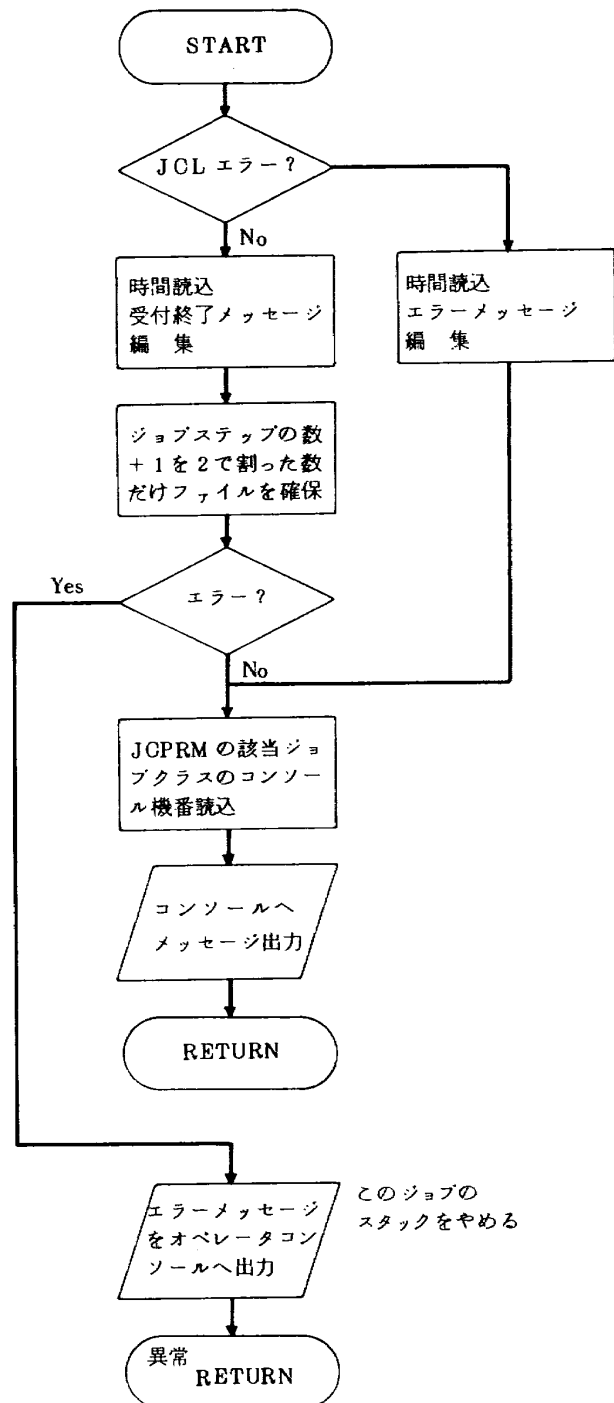 START
JCL エラー?
No
時間読込
受付終了メッセージ
編 集
時間読込
エラーメッセージ
編 集
ジョブステップの数
+1を2で割った数
だけファイルを確保
Yes
エラー?
No
JCPRMの該当ジョ
ブクラスのコンソー
ル機番読込
コンソールへ
メッセージ出力
RETURN
エラーメッセージ
をオペレータコン
ソールへ出力
このジョブの
スタックをやめる
異常
RETURN